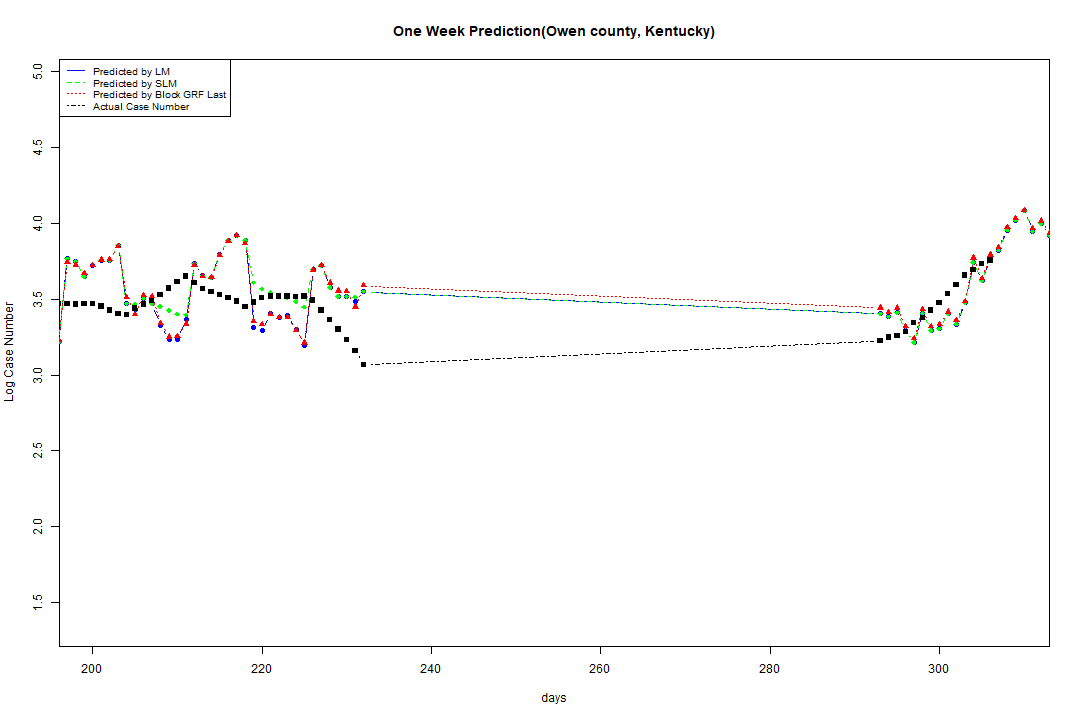 One Week Prediction(Owen county, Kentucky)
Predicted by LM
Predicted by SLM
Predicted by Block GRF Last
Actual Case Number
5.0
4.5
4.0
3.5
3.0
2.5
2.0
1.5
Log Case Number
200 220 240 260 280 300
days